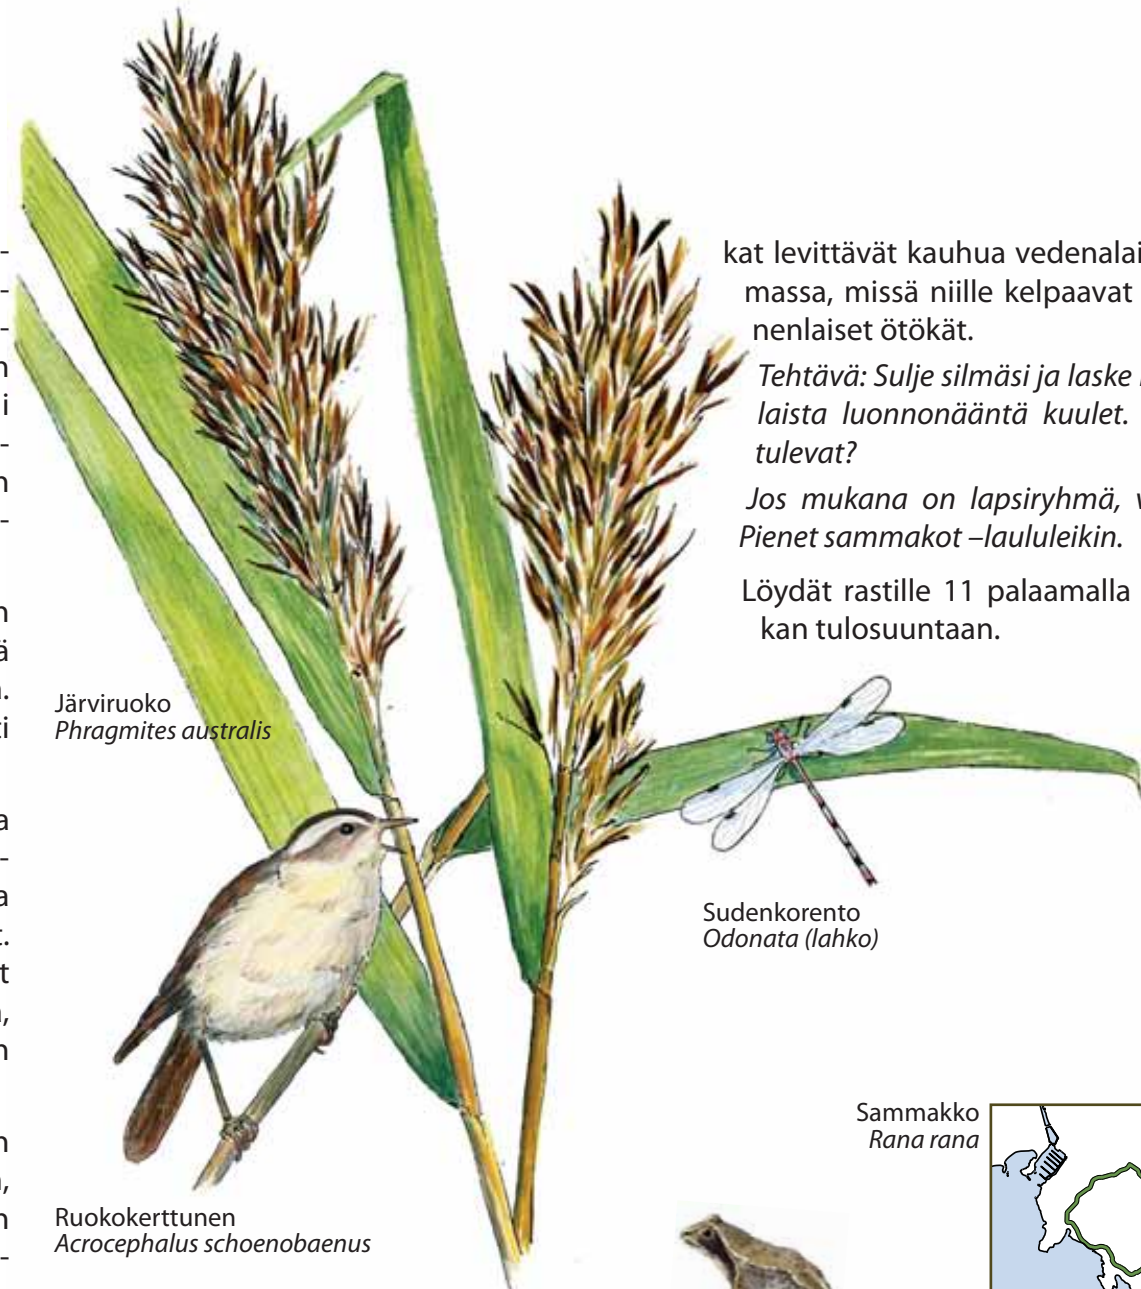 kat levittävät kauhua vedenalai
massa, missä niille kelpaavat
nenlaiset ötökät.
Tehtävä: Sulje silmäsi ja laske
laista luonnonääntä kuulet.
tulevat?
Jos mukana on lapsiryhmä, v
Pienet sammakot –laululeikin.
Löydät rastille 11 palaamalla
kan tulosuuntaan.
Järviruoko
Phragmites australis
Sudenkorento
Odonata (lahko)
Sammakko
Rana rana
Ruokokerttunen
Acrocephalus schoenobaenus